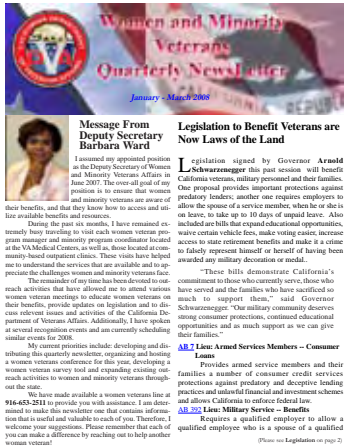 Women and Minority
Veterans
Quarterly NewsLetter
January - March 2008
Message From
Deputy Secretary
Barbara Ward
I assumed my appointed position
as the Deputy Secretary of Women
and Minority Veterans Affairs in
June 2007. The over-all goal of my
position is to ensure that women
and minority veterans are aware of
their benefits, and that they know how to access and uti-
lize available benefits and resources.
During the past six months, I have remained ex-
tremely busy traveling to visit each women veteran pro-
gram manager and minority program coordinator located
at the VA Medical Centers, as well as, those located at com-
munity-based outpatient clinics. These visits have helped
me to understand the services that are available and to ap-
preciate the challenges women and minority veterans face.
The remainder of my time has been devoted to out-
reach activities that have allowed me to attend various
women veteran meetings to educate women veterans on
their benefits, provide updates on legislation and to dis-
cuss relevant issues and activities of the California De-
partment of Veterans Affairs. Additionally, I have spoken
at several recognition events and am currently scheduling
similar events for 2008.
My current priorities include: developing and dis-
tributing this quarterly newsletter, organizing and hosting
a women veterans conference for this year, developing a
women veteran survey tool and expanding existing out-
reach activities to women and minority veterans through-
out the state.
We have made available a women veterans line at
916-653-2511 to provide you with assistance. I am deter-
mined to make this newsletter one that contains informa-
tion that is useful and valuable to each of you. Therefore, I
welcome your suggestions. Please remember that each of
you can make a difference by reaching out to help another
woman veteran!
Legislation to Benefit Veterans are
Now Laws of the Land
Legislation signed by Governor Arnold
Schwarzenegger this past session will benefit
California veterans, military personnel and their families.
One proposal provides important protections against
predatory lenders; another one requires employers to
allow the spouse of a service member, when he or she is
on leave, to take up to 10 days of unpaid leave. Also
included are bills that expand educational opportunities,
waive certain vehicle fees, make voting easier, increase
access to state retirement benefits and make it a crime
to falsely represent himself or herself of having been
awarded any military decoration or medal..
"These bills demonstrate California's
commitment to those who currently serve, those who
have served and the families who have sacrificed so
much to support them," said Governor
Schwarzenegger. "Our military community deserves
strong consumer protections, continued educational
opportunities and as much support as we can give
their families."
AB 7 Lieu: Armed Services Members -- Consumer
Loans
Provides armed service members and their
families a number of consumer credit services
protections against predatory and deceptive lending
practices and unlawful financial and investment schemes
and allows California to enforce federal law.
AB 392 Lieu: Military Service -- Benefits
Requires a qualified employer to allow a
qualified employee who is a spouse of a qualified
(Please see Legislation on page 2)